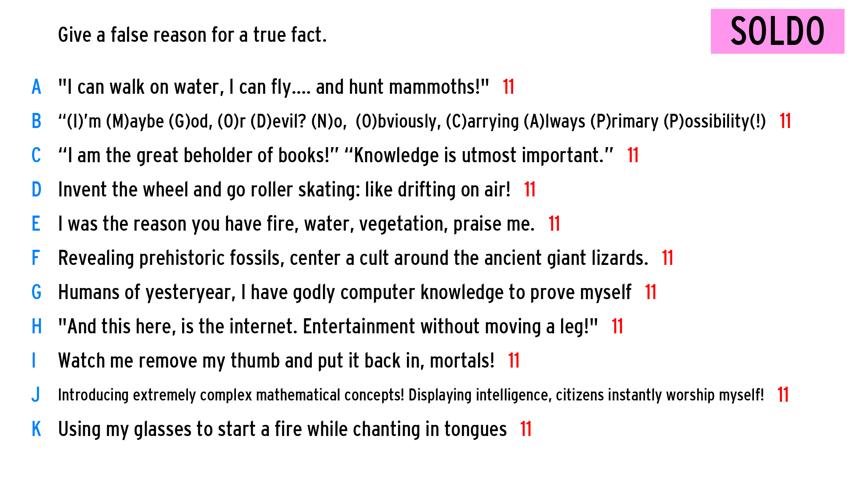 Give a false reason for a true fact.
SOLDO
A "I can walk on water, I can fly.... and hunt mammoths!" 11
B “(I)'m (M)aybe (G)od, (O)r (D)evil? (N)o, (O)bviously, (C)arrying (A)lways (P)rimary (P)ossibility(!) 11
C “I am the great beholder of books!” “Knowledge is utmost important.” 11
D Invent the wheel and go roller skating: like drifting on air! 11
E I was the reason you have fire, water, vegetation, praise me. 11
F Revealing prehistoric fossils, center a cult around the ancient giant lizards. 11
G Humans of yesteryear, I have godly computer knowledge to prove myself 11
H "And this here, is the internet. Entertainment without moving a leg!" 11
I Watch me remove my thumb and put it back in, mortals! 11
J Introducing extremely complex mathematical concepts! Displaying intelligence, citizens instantly worship myself! 11
K Using my glasses to start a fire while chanting in tongues 11